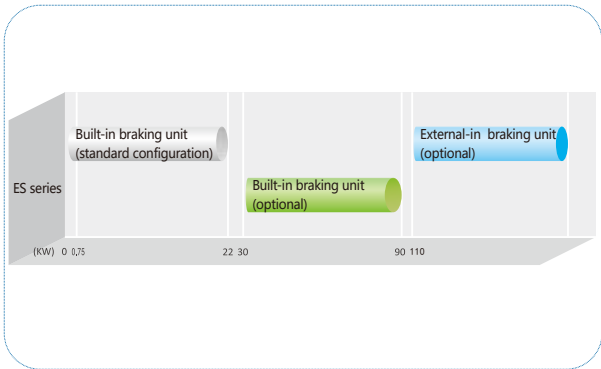 Built-in braking unit
(standard configuration)
External-in braking unit
(optional)
ES series
Built-in braking unit
(optional)
(KW) 0 0,75 22 30 90 110